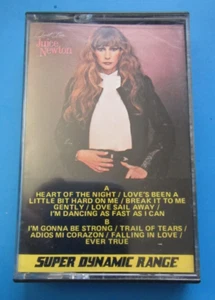 Juice
Newton
A
HEART OF THE NIGHT / LOVE'S BEEN A
LITTLE BIT HARD ON ME / BREAK IT TO ME
GENTLY / LOVE SAIL AWAY /
I'M DANCING AS FAST AS I CAN
B
I'M GONNA BE STRONG / TRAIL OF TEARS /
ADIOS MI CORAZON / FALLING IN LOVE /
EVER TRUE
SUPER DYNAMIC RANGE